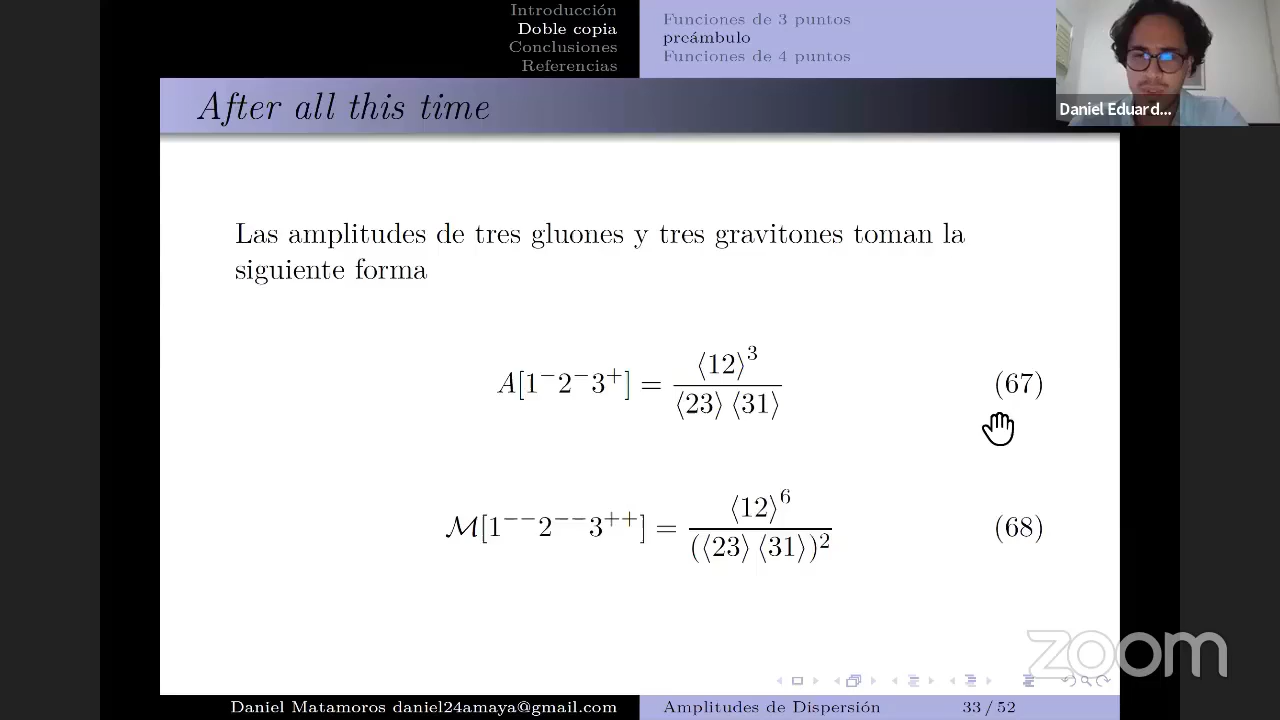 Introducción
Doble copia
Conclusiones
Referencias
Funciones de 3 puntos
preámbulo
Funciones de 4 puntos
Daniel Eduard...
After all this time
Las amplitudes de tres gluones y tres gravitones toman la
siguiente forma
A[1⁻2⁻3⁺] = ⟨12⟩³ / ⟨23⟩ ⟨31⟩ (67)
ℳ[1⁻⁻2⁻⁻3⁺⁺] = ⟨12⟩⁶ / (⟨23⟩ ⟨31⟩)² (68)
zoom
Daniel Matamoros daniel24amaya@gmail.com
Amplitudes de Dispersión
33 / 52